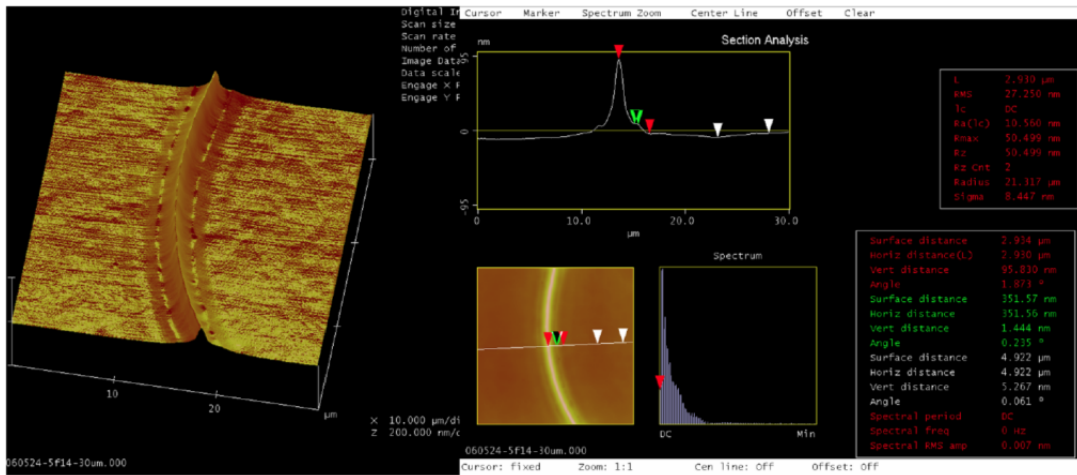 Digital In
Scan size
Scan rate
Number of
Image Data
Data scale
Engage X P
Engage Y P
10
20
µm
X 10.000 µm/di
Z 200.000 nm/d
060524-5f14-30um.000
Cursor Marker Spectrum Zoom Center Line Offset Clear
Section Analysis
nm
95
0
-95
0
10.0
20.0
30.0
µm
L 2.930 µm
RMS 27.250 nm
lc DC
Ra(lc) 10.560 nm
Rmax 50.499 nm
Rz 50.499 nm
Rz Cnt 2
Radius 21.317 µm
Sigma 8.447 nm
Spectrum
DC
Min
Surface distance 2.934 µm
Horiz distance(L) 2.930 µm
Vert distance 95.830 nm
Angle 1.873 °
Surface distance 351.57 nm
Horiz distance 351.56 nm
Vert distance 1.444 nm
Angle 0.235 °
Surface distance 4.922 µm
Horiz distance 4.922 µm
Vert distance 5.267 nm
Angle 0.061 °
Spectral period DC
Spectral freq 0 Hz
Spectral RMS amp 0.007 nm
060524-5f14-30um.000
Cursor: fixed Zoom: 1:1 Cen line: Off Offset: Off